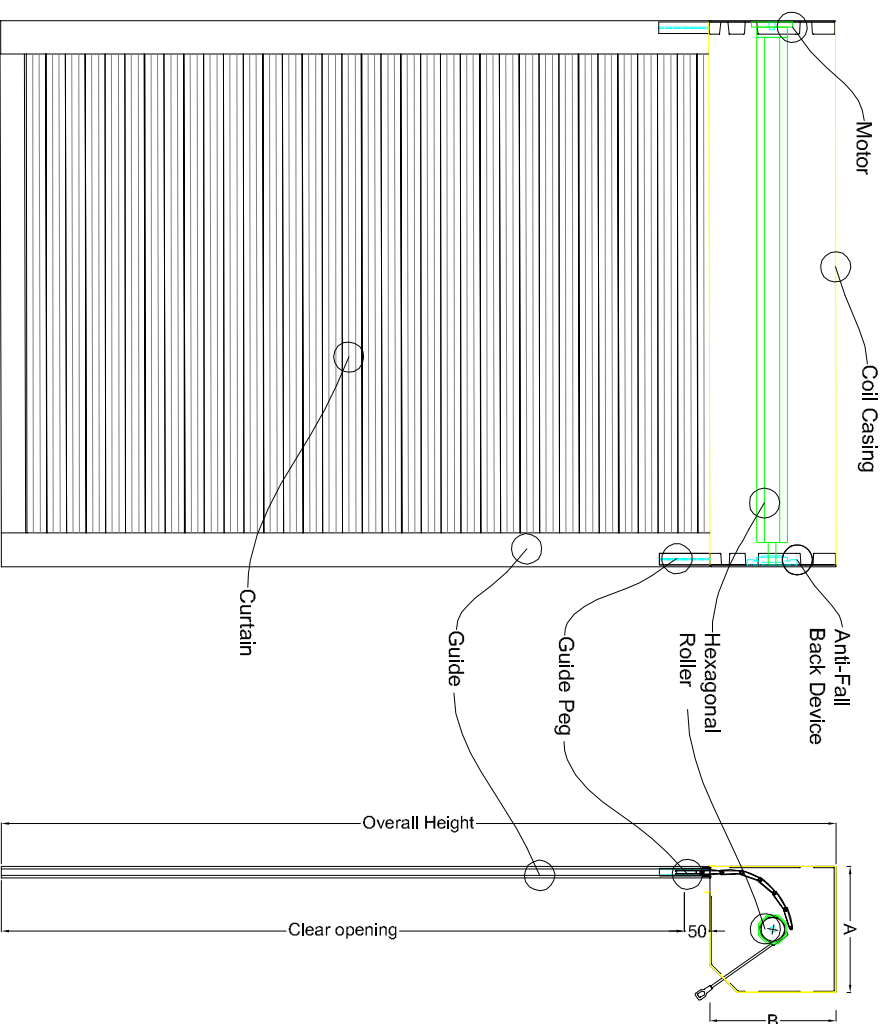 Motor
Coil Casing
Anti-Fall
Back Device
Hexagonal
Roller
Guide Peg
Guide
Curtain
Overall Height
Clear opening
50
A
B